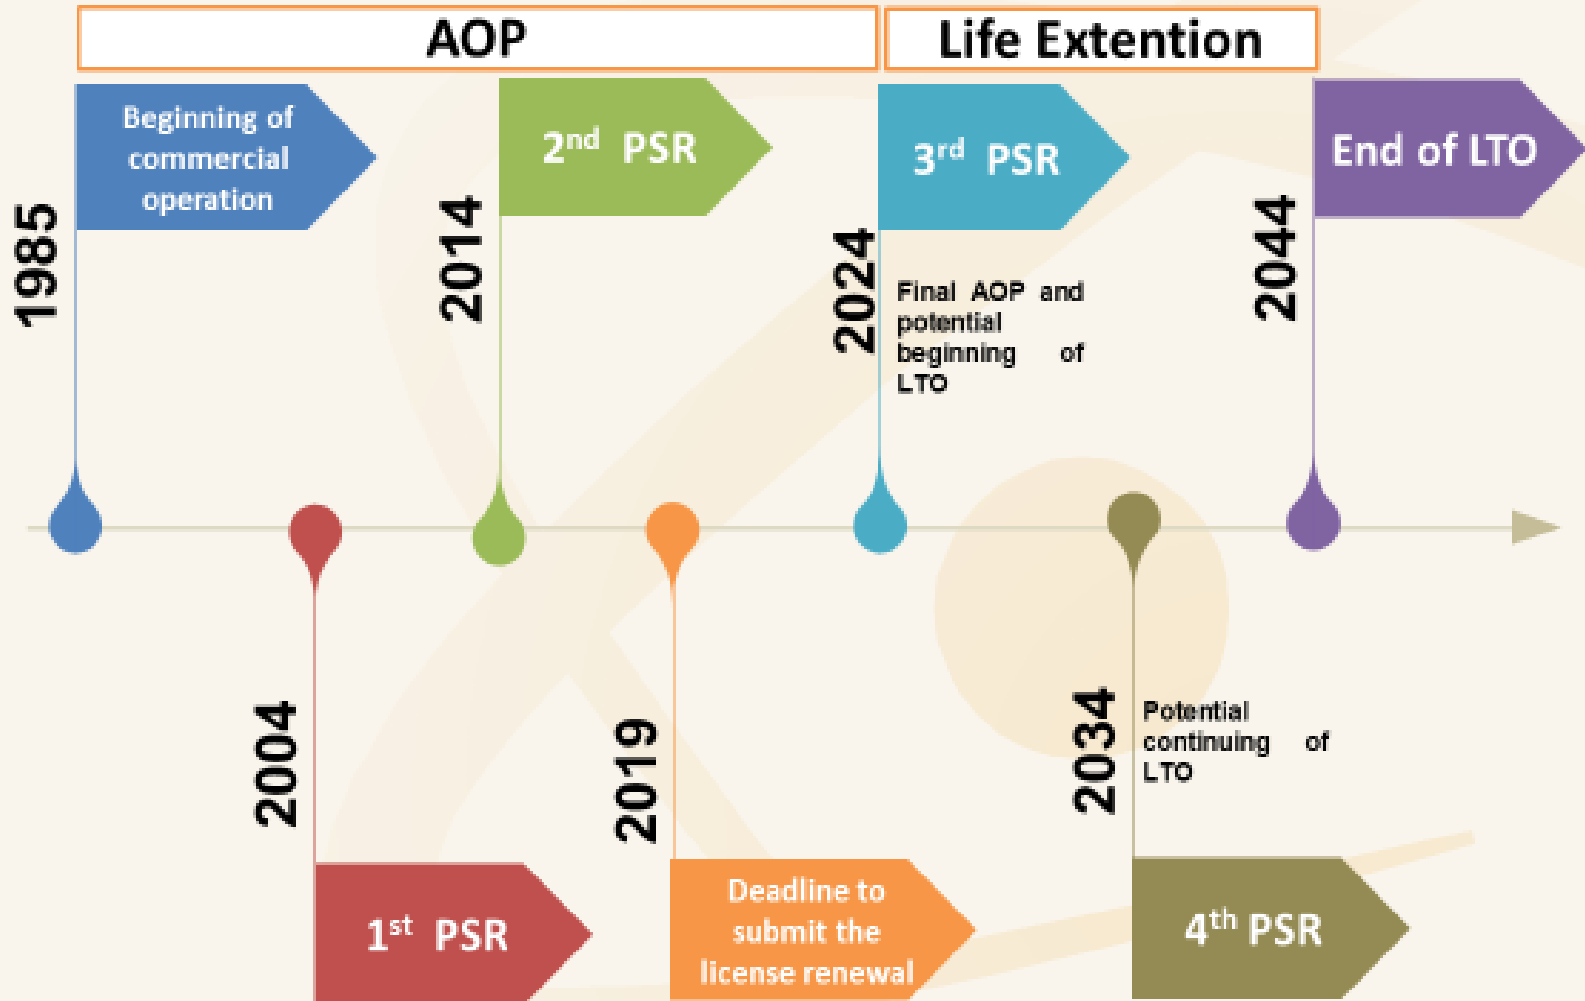 AOP
Life Extention
Beginning of
commercial
operation
1985
2nd PSR
2014
3rd PSR
2024
Final AOP and
potential
beginning of
LTO
End of LTO
2044
2004
1st PSR
2019
Deadline to
submit the
license renewal
2034
Potential
continuing of
LTO
4th PSR